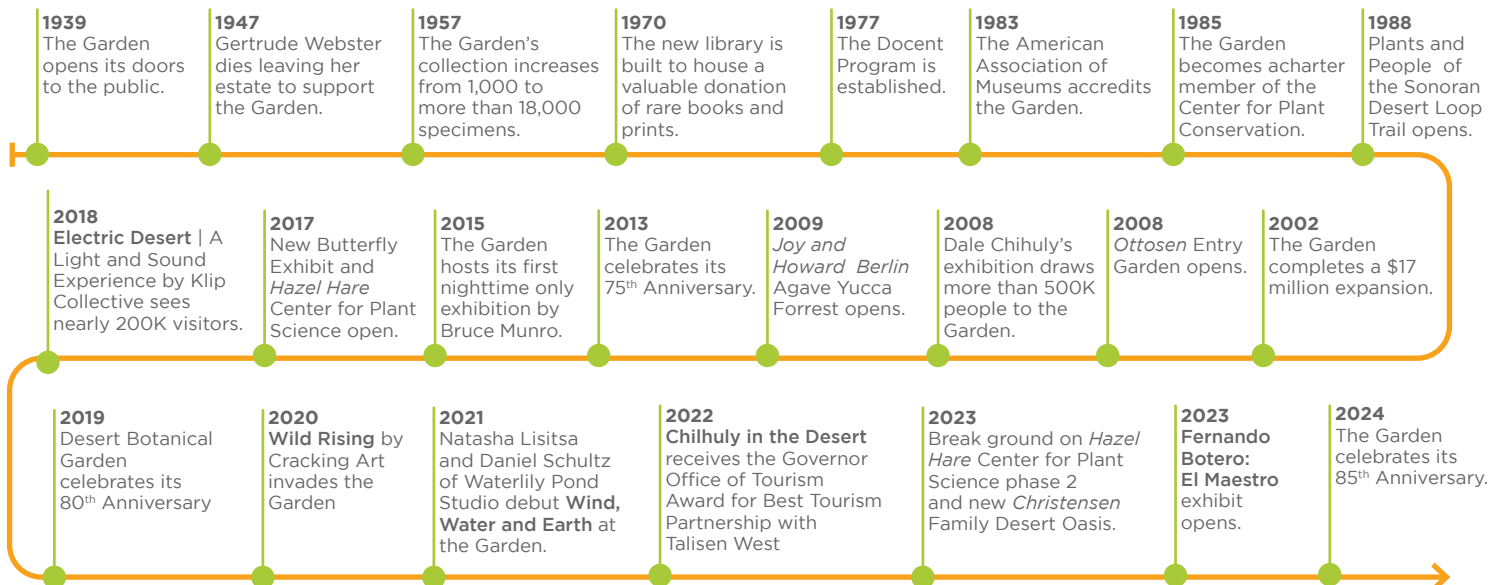 1939
The Garden
opens its doors
to the public.
1947
Gertrude Webster
dies leaving her
estate to support
the Garden.
1957
The Garden's
collection increases
from 1,000 to
more than 18,000
specimens.
1970
The new library is
built to house a
valuable donation
of rare books and
prints.
1977
The Docent
Program is
established.
1983
The American
Association of
Museums accredits
the Garden.
1985
The Garden
becomes acharter
member of the
Center for Plant
Conservation.
1988
Plants and
People of
the Sonoran
Desert Loop
Trail opens.
2002
The Garden
completes a $17
million expansion.
2008
Ottosen Entry
Garden opens.
2008
Dale Chihuly's
exhibition draws
more than 500K
people to the
Garden.
2009
Joy and
Howard Berlin
Agave Yucca
Forrest opens.
2013
The Garden
celebrates its
75th Anniversary.
2015
The Garden
hosts its first
nighttime only
exhibition by
Bruce Munro.
2017
New Butterfly
Exhibit and
Hazel Hare
Center for Plant
Science open.
2018
Electric Desert | A
Light and Sound
Experience by Klip
Collective sees
nearly 200K visitors.
2019
Desert Botanical
Garden
celebrates its
80th Anniversary
2020
Wild Rising by
Cracking Art
invades the
Garden
2021
Natasha Lisitsa
and Daniel Schultz
of Waterlily Pond
Studio debut Wind,
Water and Earth at
the Garden.
2022
Chilhuly in the Desert
receives the Governor
Office of Tourism
Award for Best Tourism
Partnership with
Talisen West
2023
Break ground on Hazel
Hare Center for Plant
Science phase 2
and new Christensen
Family Desert Oasis.
2023
Fernando
Botero:
El Maestro
exhibit
opens.
2024
The Garden
celebrates its
85th Anniversary.